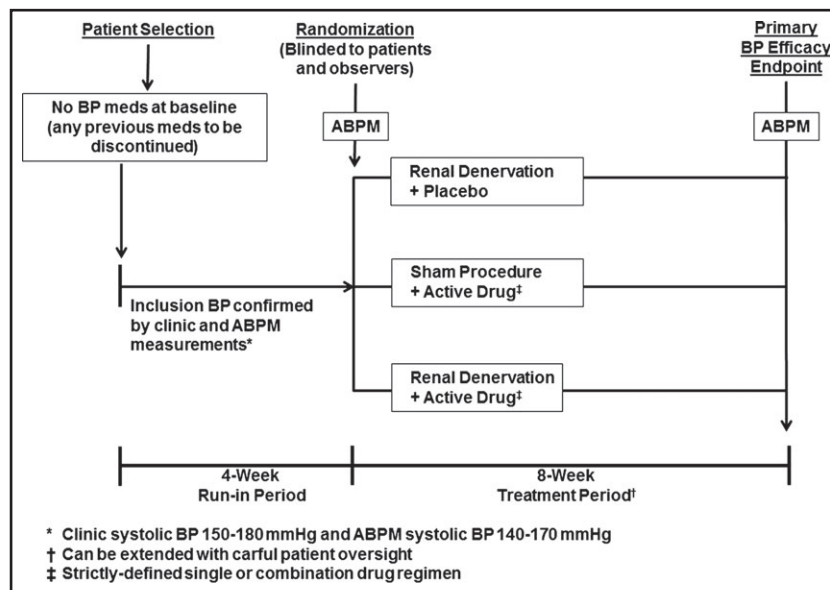 Patient Selection
Randomization
(Blinded to patients
and observers)
Primary
BP Efficacy
Endpoint
No BP meds at baseline
(any previous meds to be
discontinued)
ABPM
ABPM
Renal Denervation
+ Placebo
Sham Procedure
+ Active Drug‡
Inclusion BP confirmed
by clinic and ABPM
measurements*
Renal Denervation
+ Active Drug‡
4-Week
Run-in Period
8-Week
Treatment Period†
* Clinic systolic BP 150-180 mmHg and ABPM systolic BP 140-170 mmHg
† Can be extended with carful patient oversight
‡ Strictly-defined single or combination drug regimen